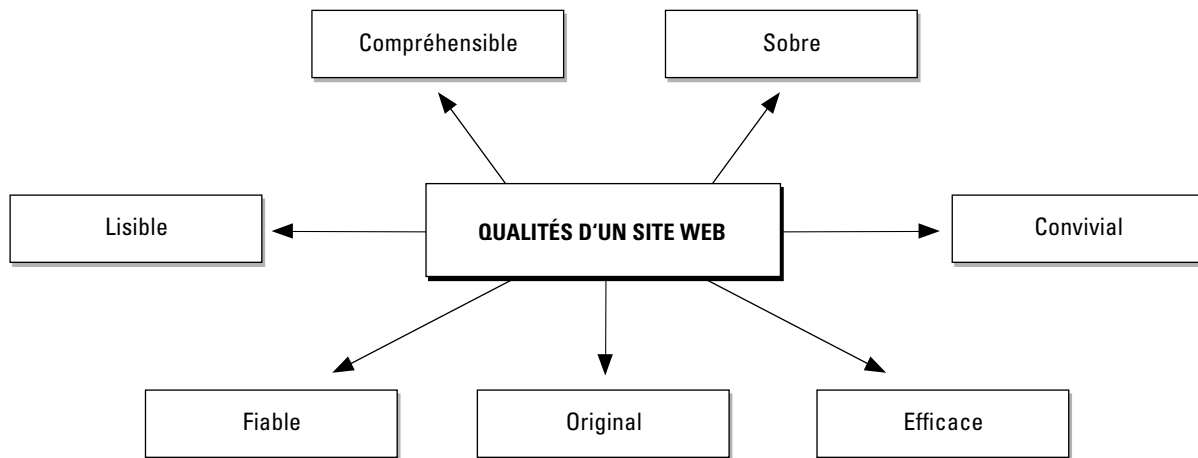 Compréhensible
Sobre
Lisible
QUALITÉS D‘UN SITE WEB
Convivial
Fiable
Original
Efficace